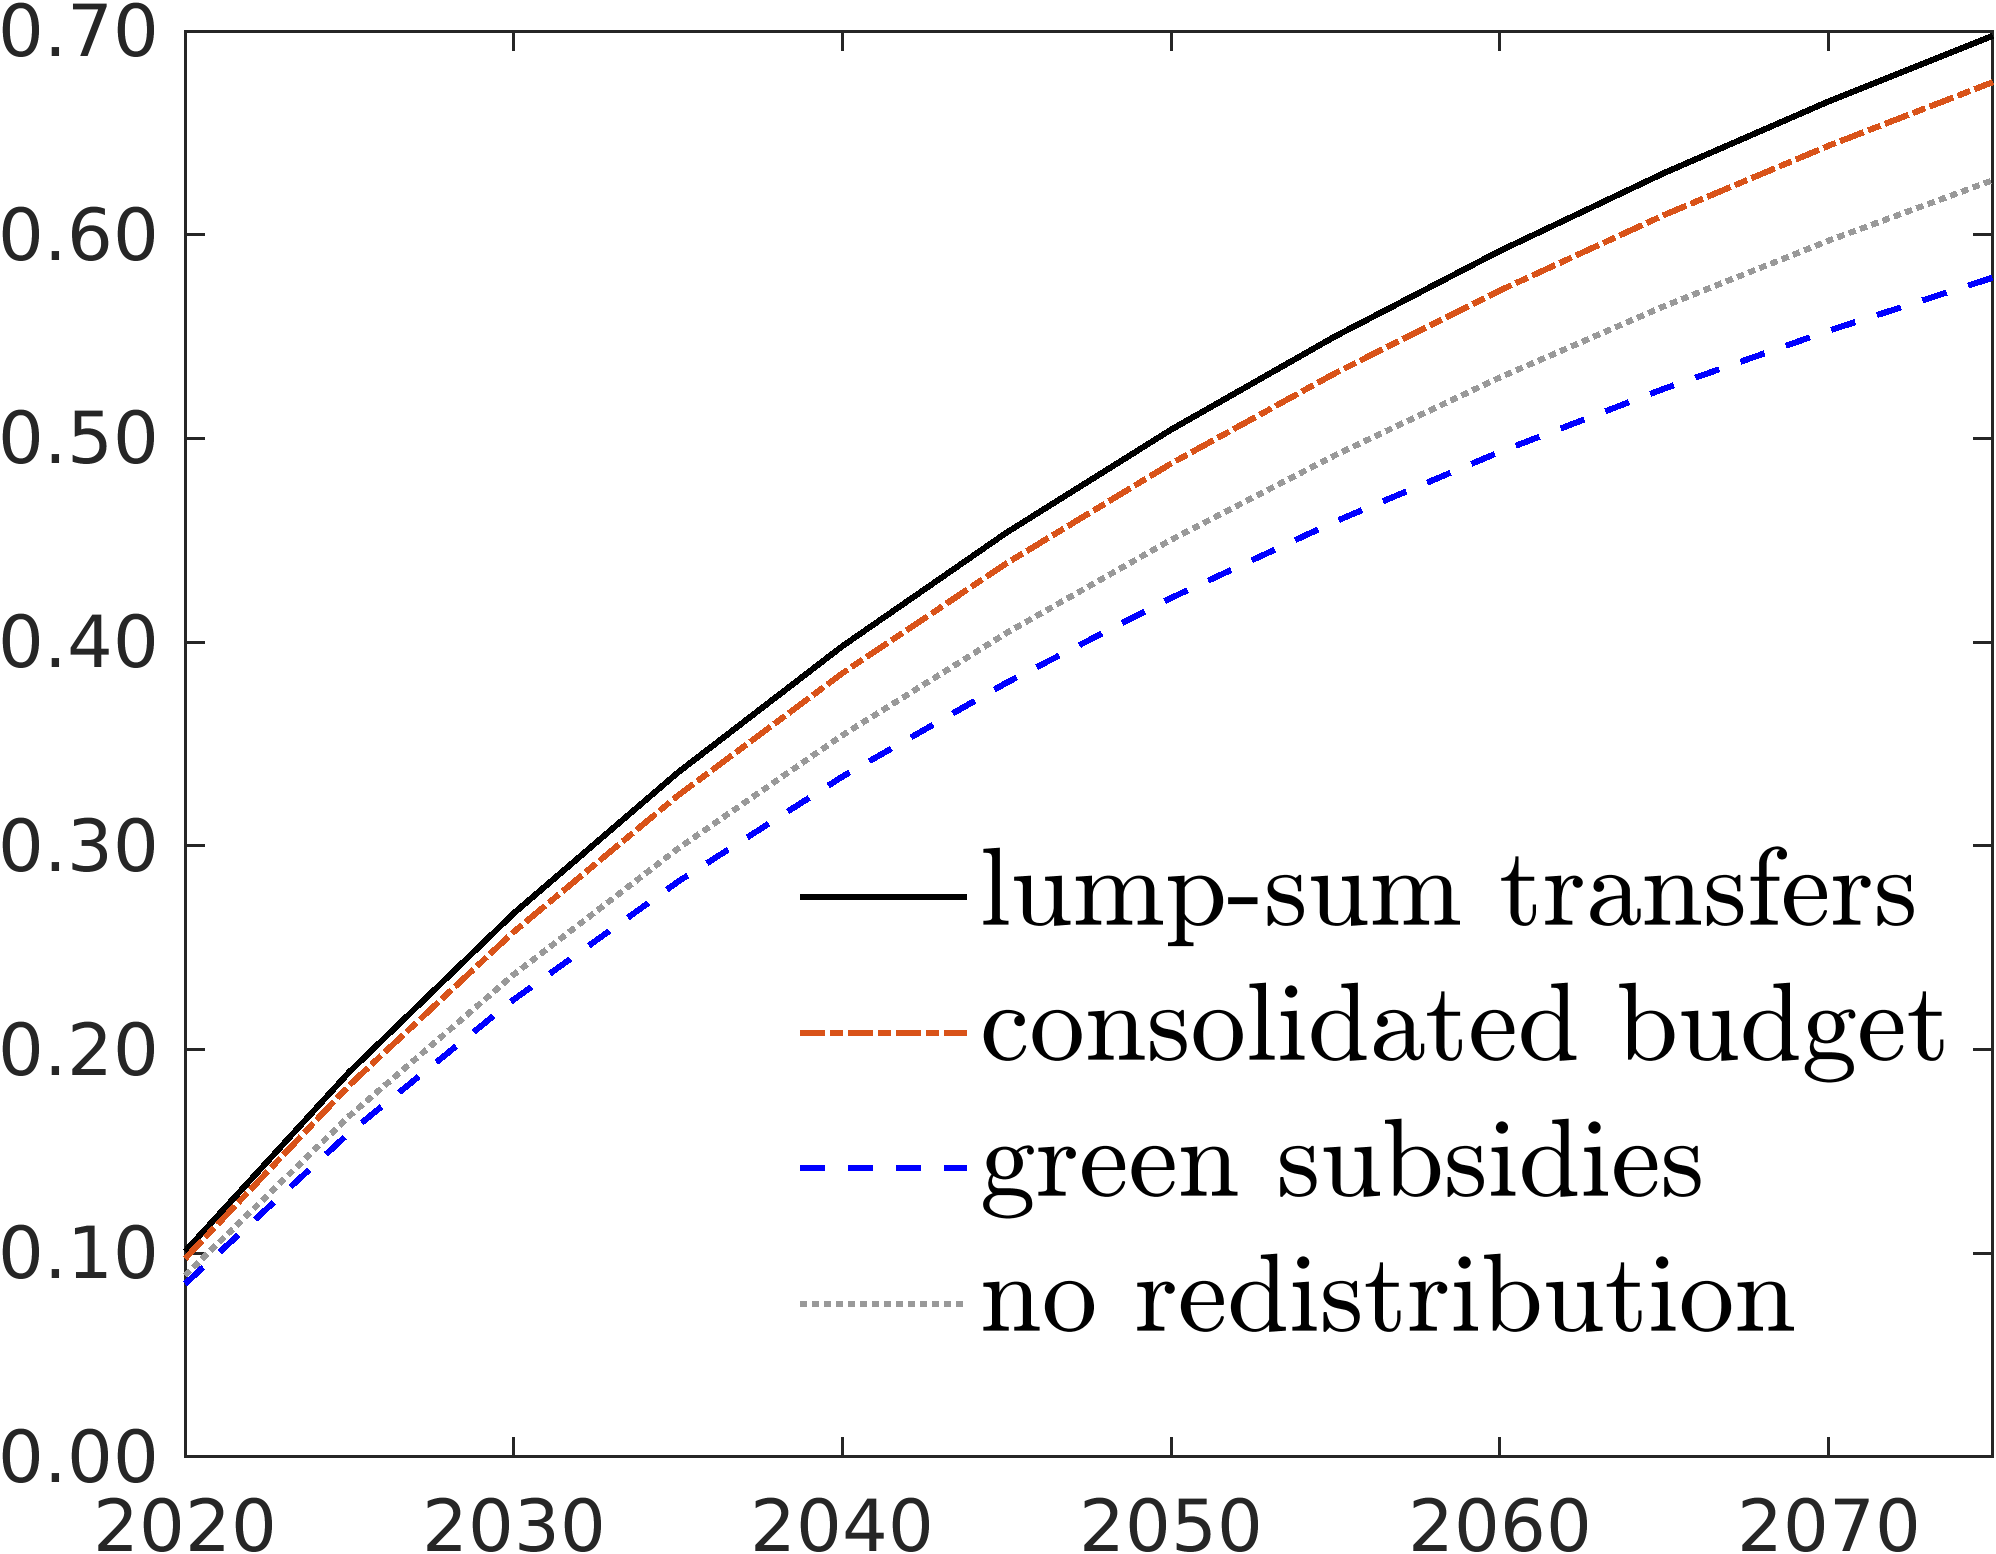 0.70
0.60
0.50
0.40
0.30
0.20
0.10
0.00
lump-sum transfers
consolidated budget
green subsidies
no redistribution
2020 2030 2040 2050 2060 2070